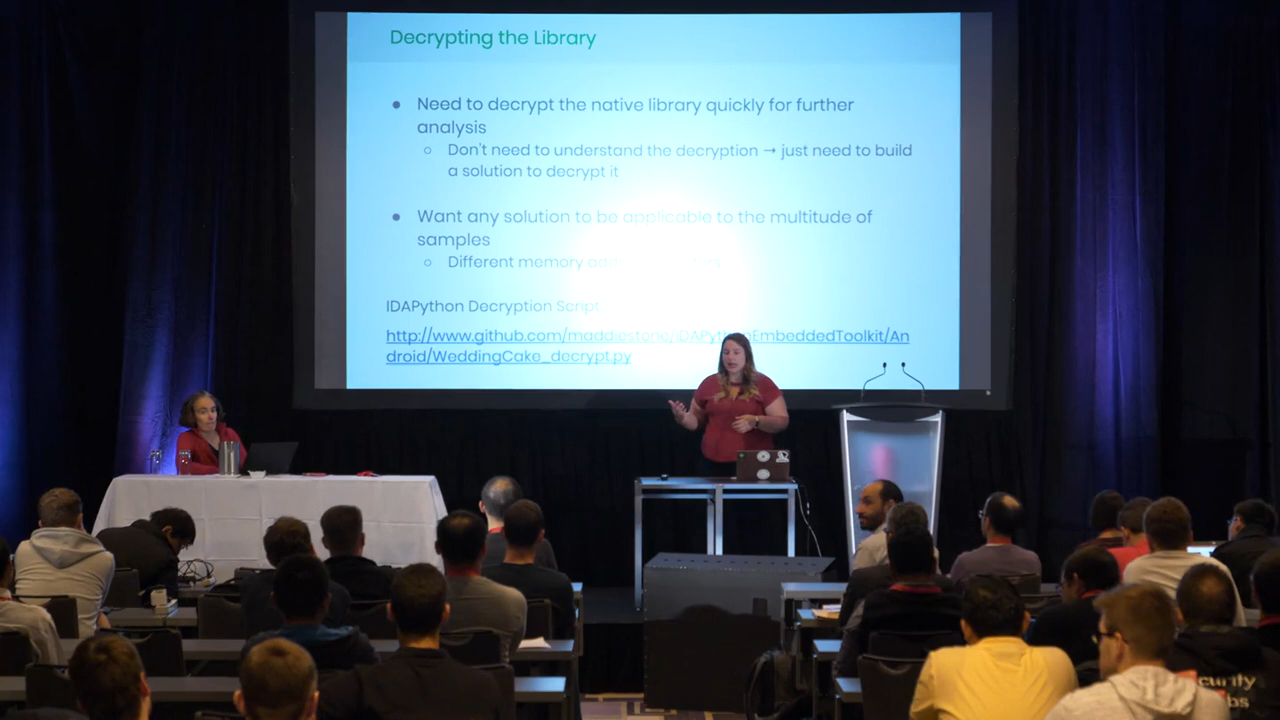 Decrypting the Library
● Need to decrypt the native library quickly for further
analysis
○ Don't need to understand the decryption → just need to build
a solution to decrypt it
● Want any solution to be applicable to the multitude of
samples
○ Different memory
IDAPython Decryption Script
http://www.github.com/maddiestone/IDAPythonEmbeddedToolkit/An
droid/WeddingCake_decrypt.py